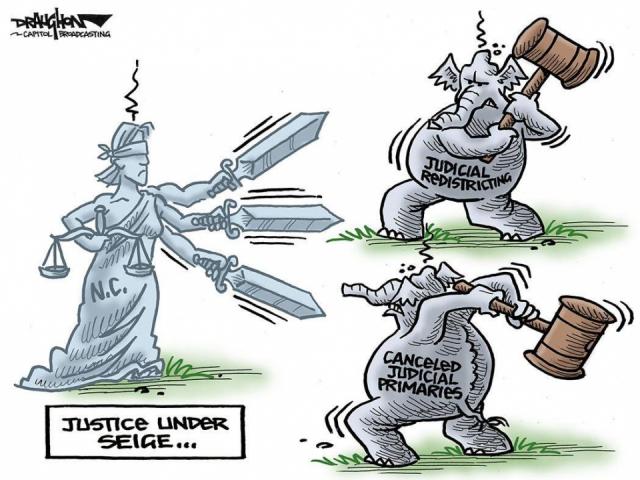 DRAUGHON
CAPITOL BROADCASTING
JUDICIAL
REDISTRICTING
N.C.
CANCELED
JUDICIAL
PRIMARIES
JUSTICE UNDER
SEIGE...